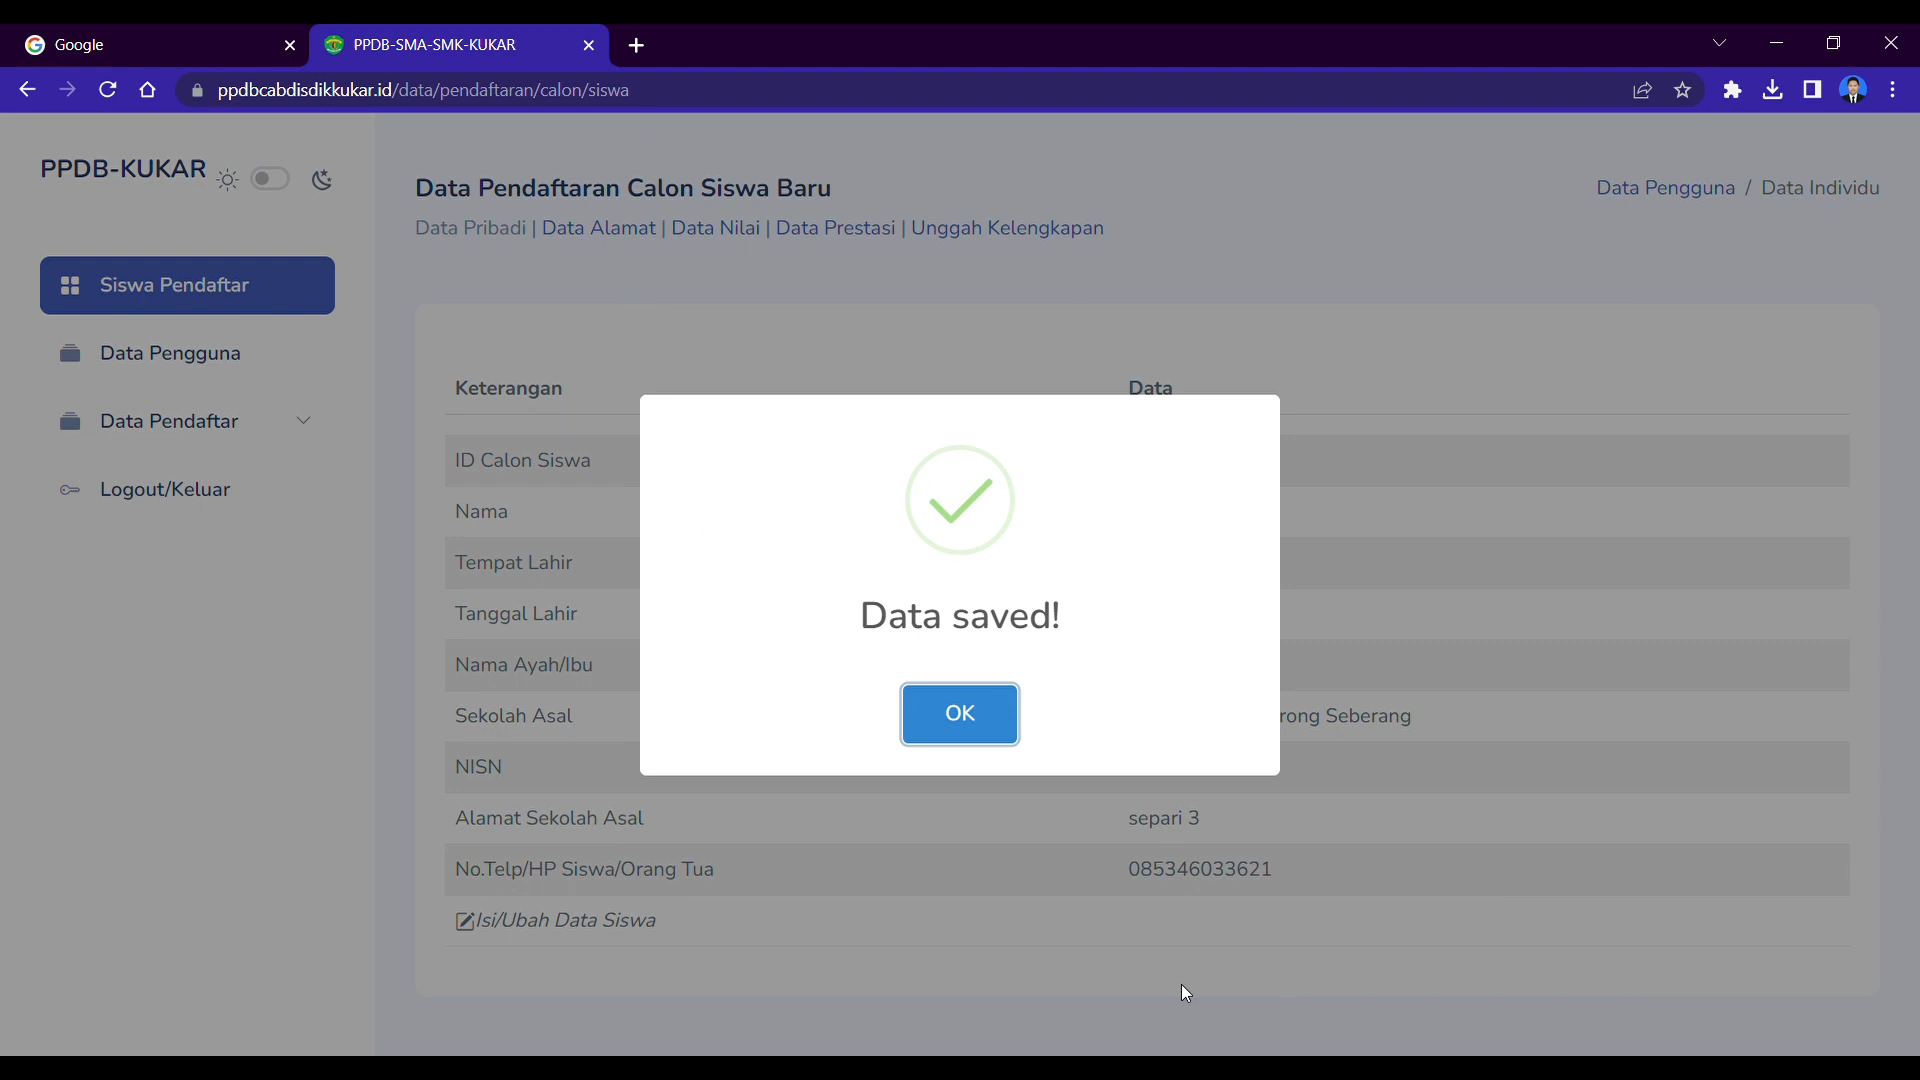 Google
PPDB-SMA-SMK-KUKAR
ppdbcabdisdikkukar.id/data/pendaftaran/calon/siswa
PPDB-KUKAR
Siswa Pendaftar
Data Pengguna
Data Pendaftar
Logout/Keluar
Data Pendaftaran Calon Siswa Baru
Data Pengguna / Data Individu
Data Pribadi | Data Alamat | Data Nilai | Data Prestasi | Unggah Kelengkapan
Keterangan Data
ID Calon Siswa
Nama
Tempat Lahir
Tanggal Lahir
Nama Ayah/Ibu
Sekolah Asal rong Seberang
NISN
Alamat Sekolah Asal separi 3
No.Telp/HP Siswa/Orang Tua 085346033621
Isi/Ubah Data Siswa
Data saved!
OK